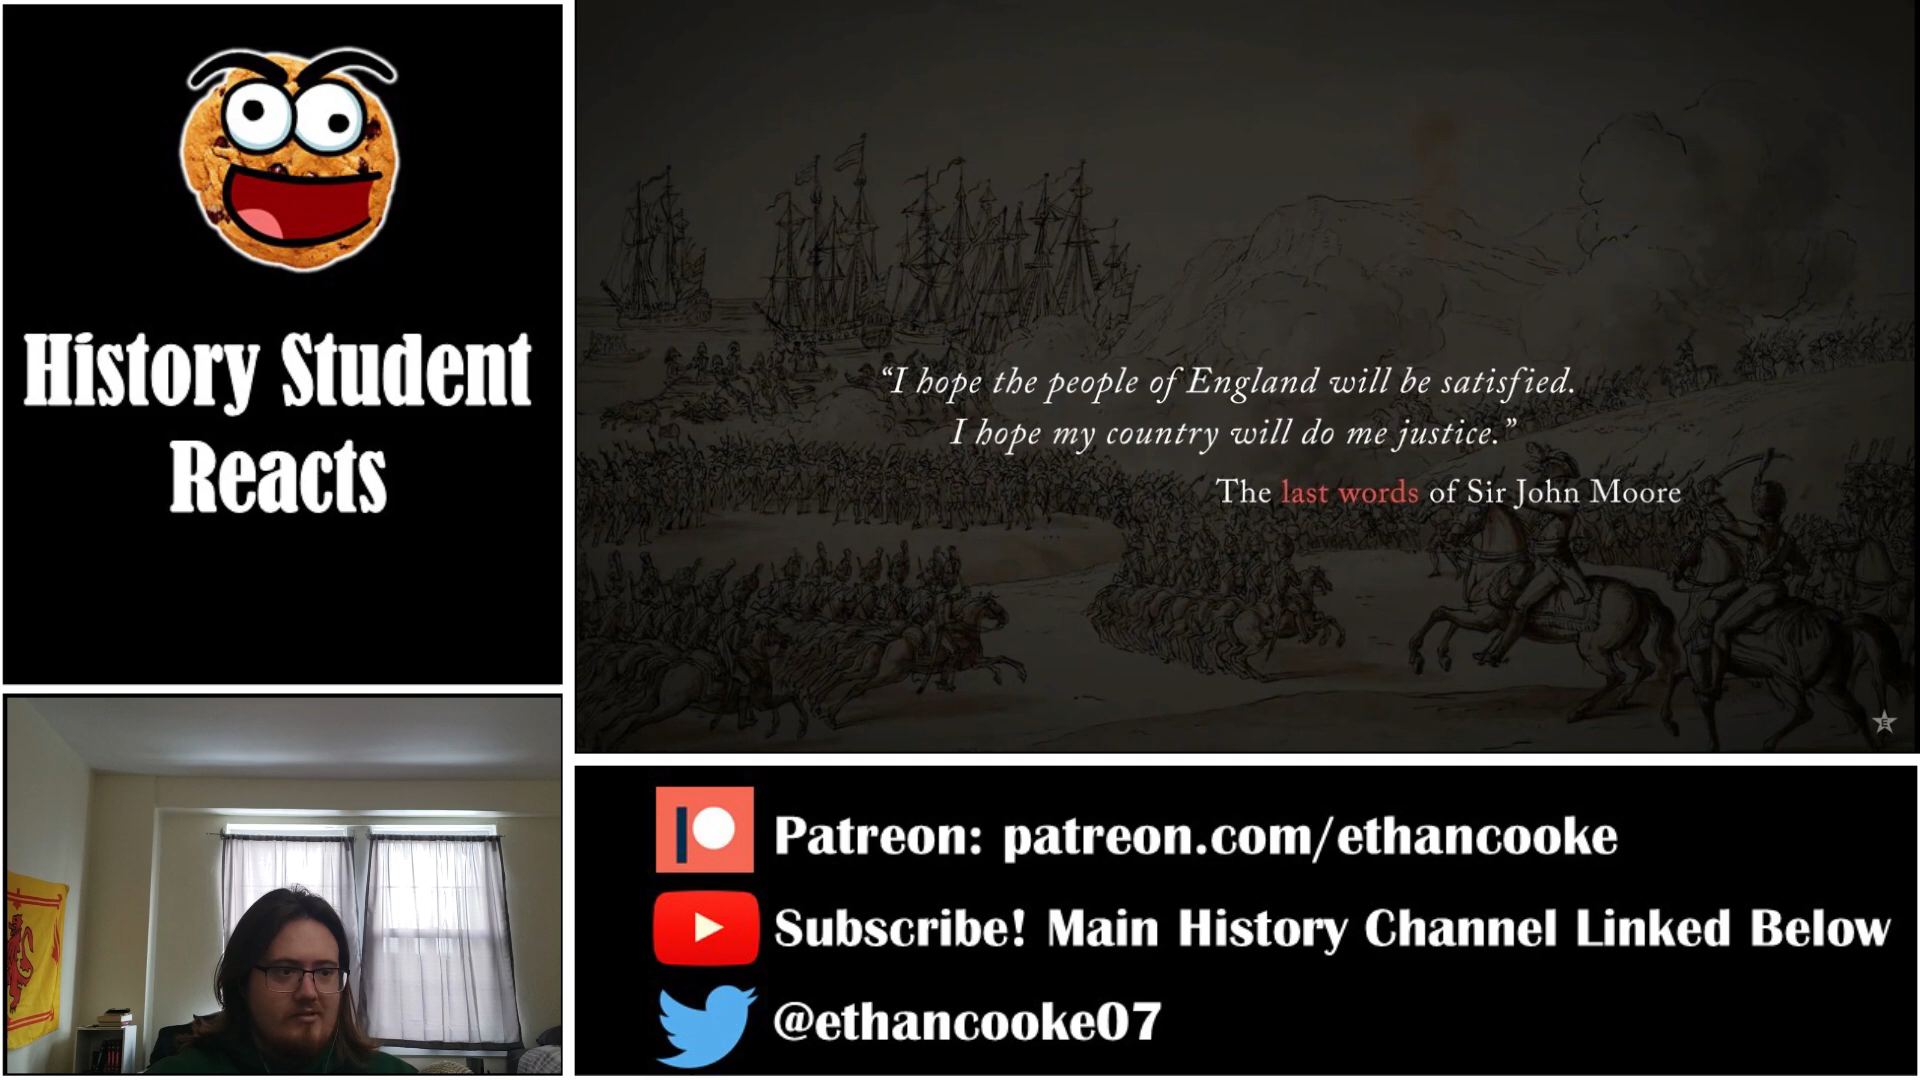 History Student
Reacts
“I hope the people of England will be satisfied.
I hope my country will do me justice.”
The last words of Sir John Moore
E
Patreon: patreon.com/ethancooke
Subscribe! Main History Channel Linked Below
@ethancooke07